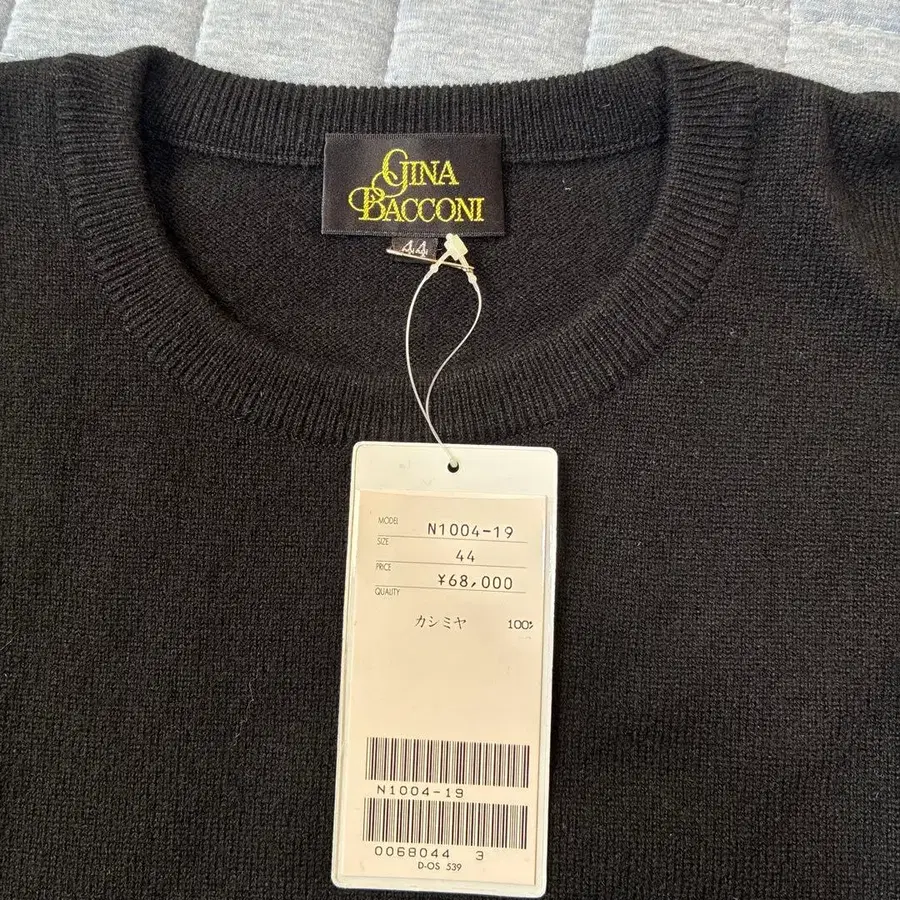 GINA
BACCONI
44
MODEL N1004-19
SIZE 44
PRICE ¥68,000
QUALITY
カシミヤ 100%
N1004-19
0068044 3
D-OS 539